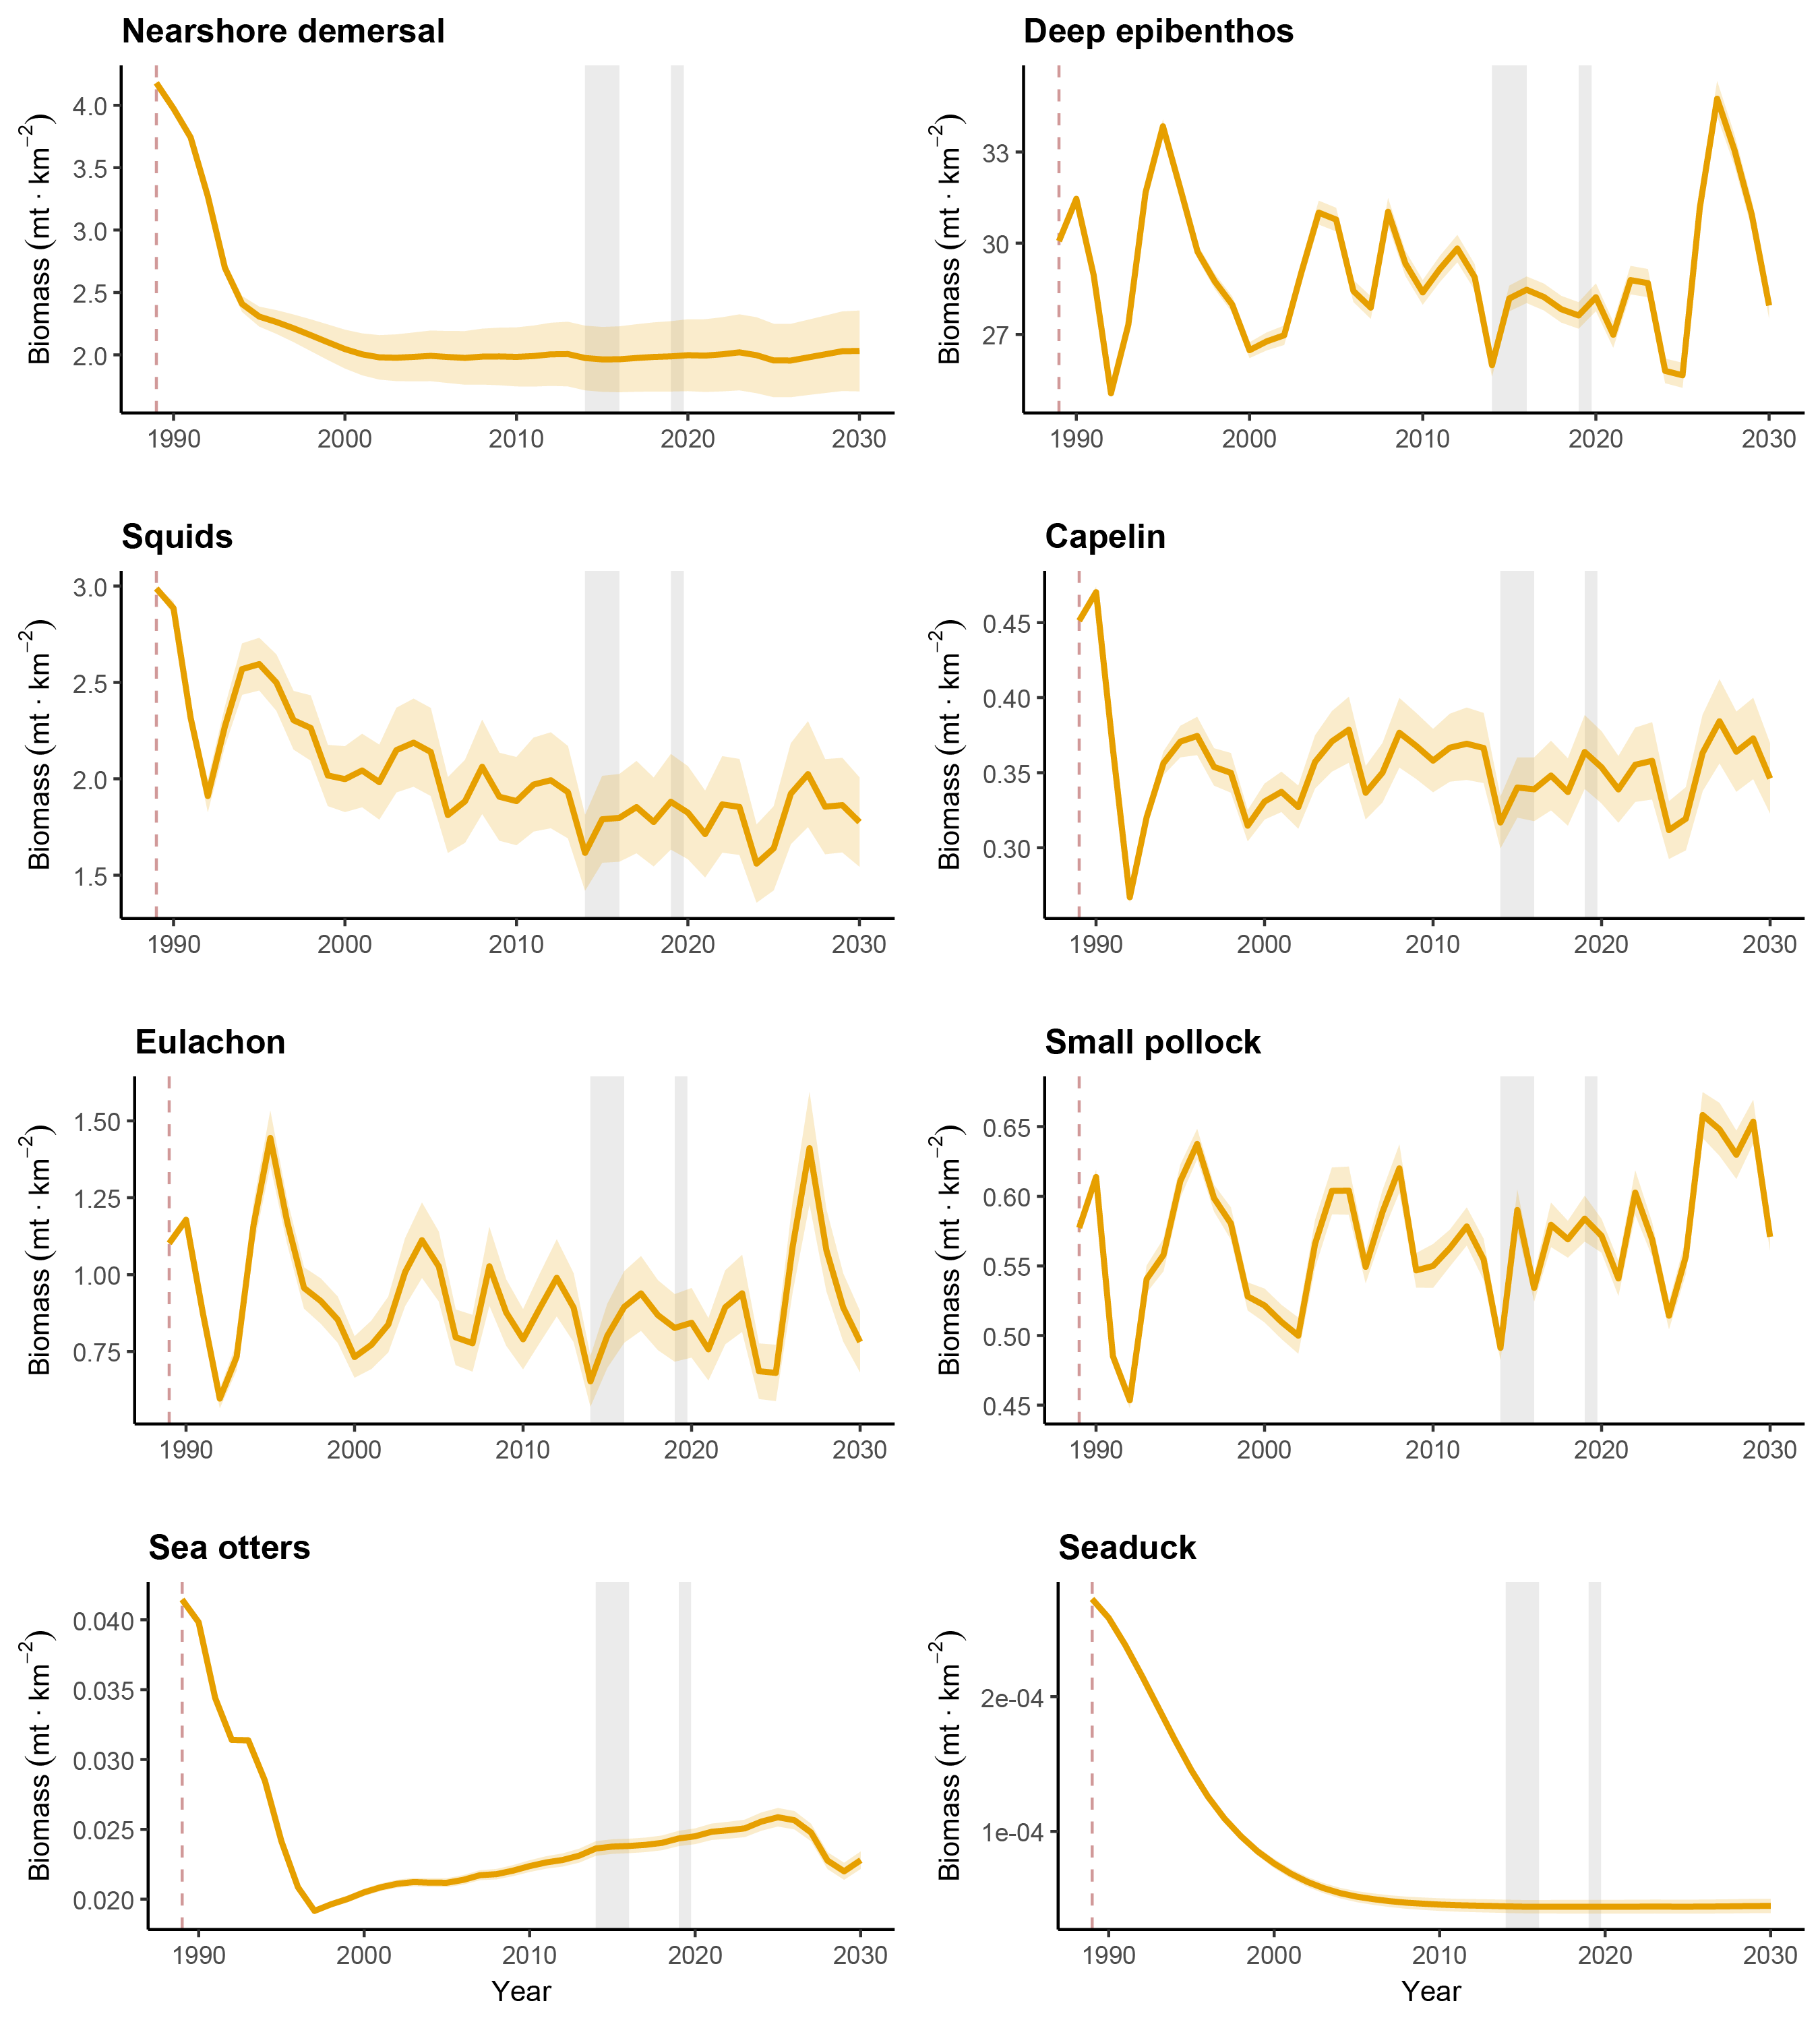 Nearshore demersal
Deep epibenthos
Biomass (mt · km⁻²)
4.0
3.5
3.0
2.5
2.0
1990 2000 2010 2020 2030
Biomass (mt · km⁻²)
33
30
27
1990 2000 2010 2020 2030
Squids
Capelin
Biomass (mt · km⁻²)
3.0
2.5
2.0
1.5
1990 2000 2010 2020 2030
Biomass (mt · km⁻²)
0.45
0.40
0.35
0.30
1990 2000 2010 2020 2030
Eulachon
Small pollock
Biomass (mt · km⁻²)
1.50
1.25
1.00
0.75
1990 2000 2010 2020 2030
Biomass (mt · km⁻²)
0.65
0.60
0.55
0.50
0.45
1990 2000 2010 2020 2030
Sea otters
Seaduck
Biomass (mt · km⁻²)
0.040
0.035
0.030
0.025
0.020
1990 2000 2010 2020 2030
Year
Biomass (mt · km⁻²)
2e-04
1e-04
1990 2000 2010 2020 2030
Year